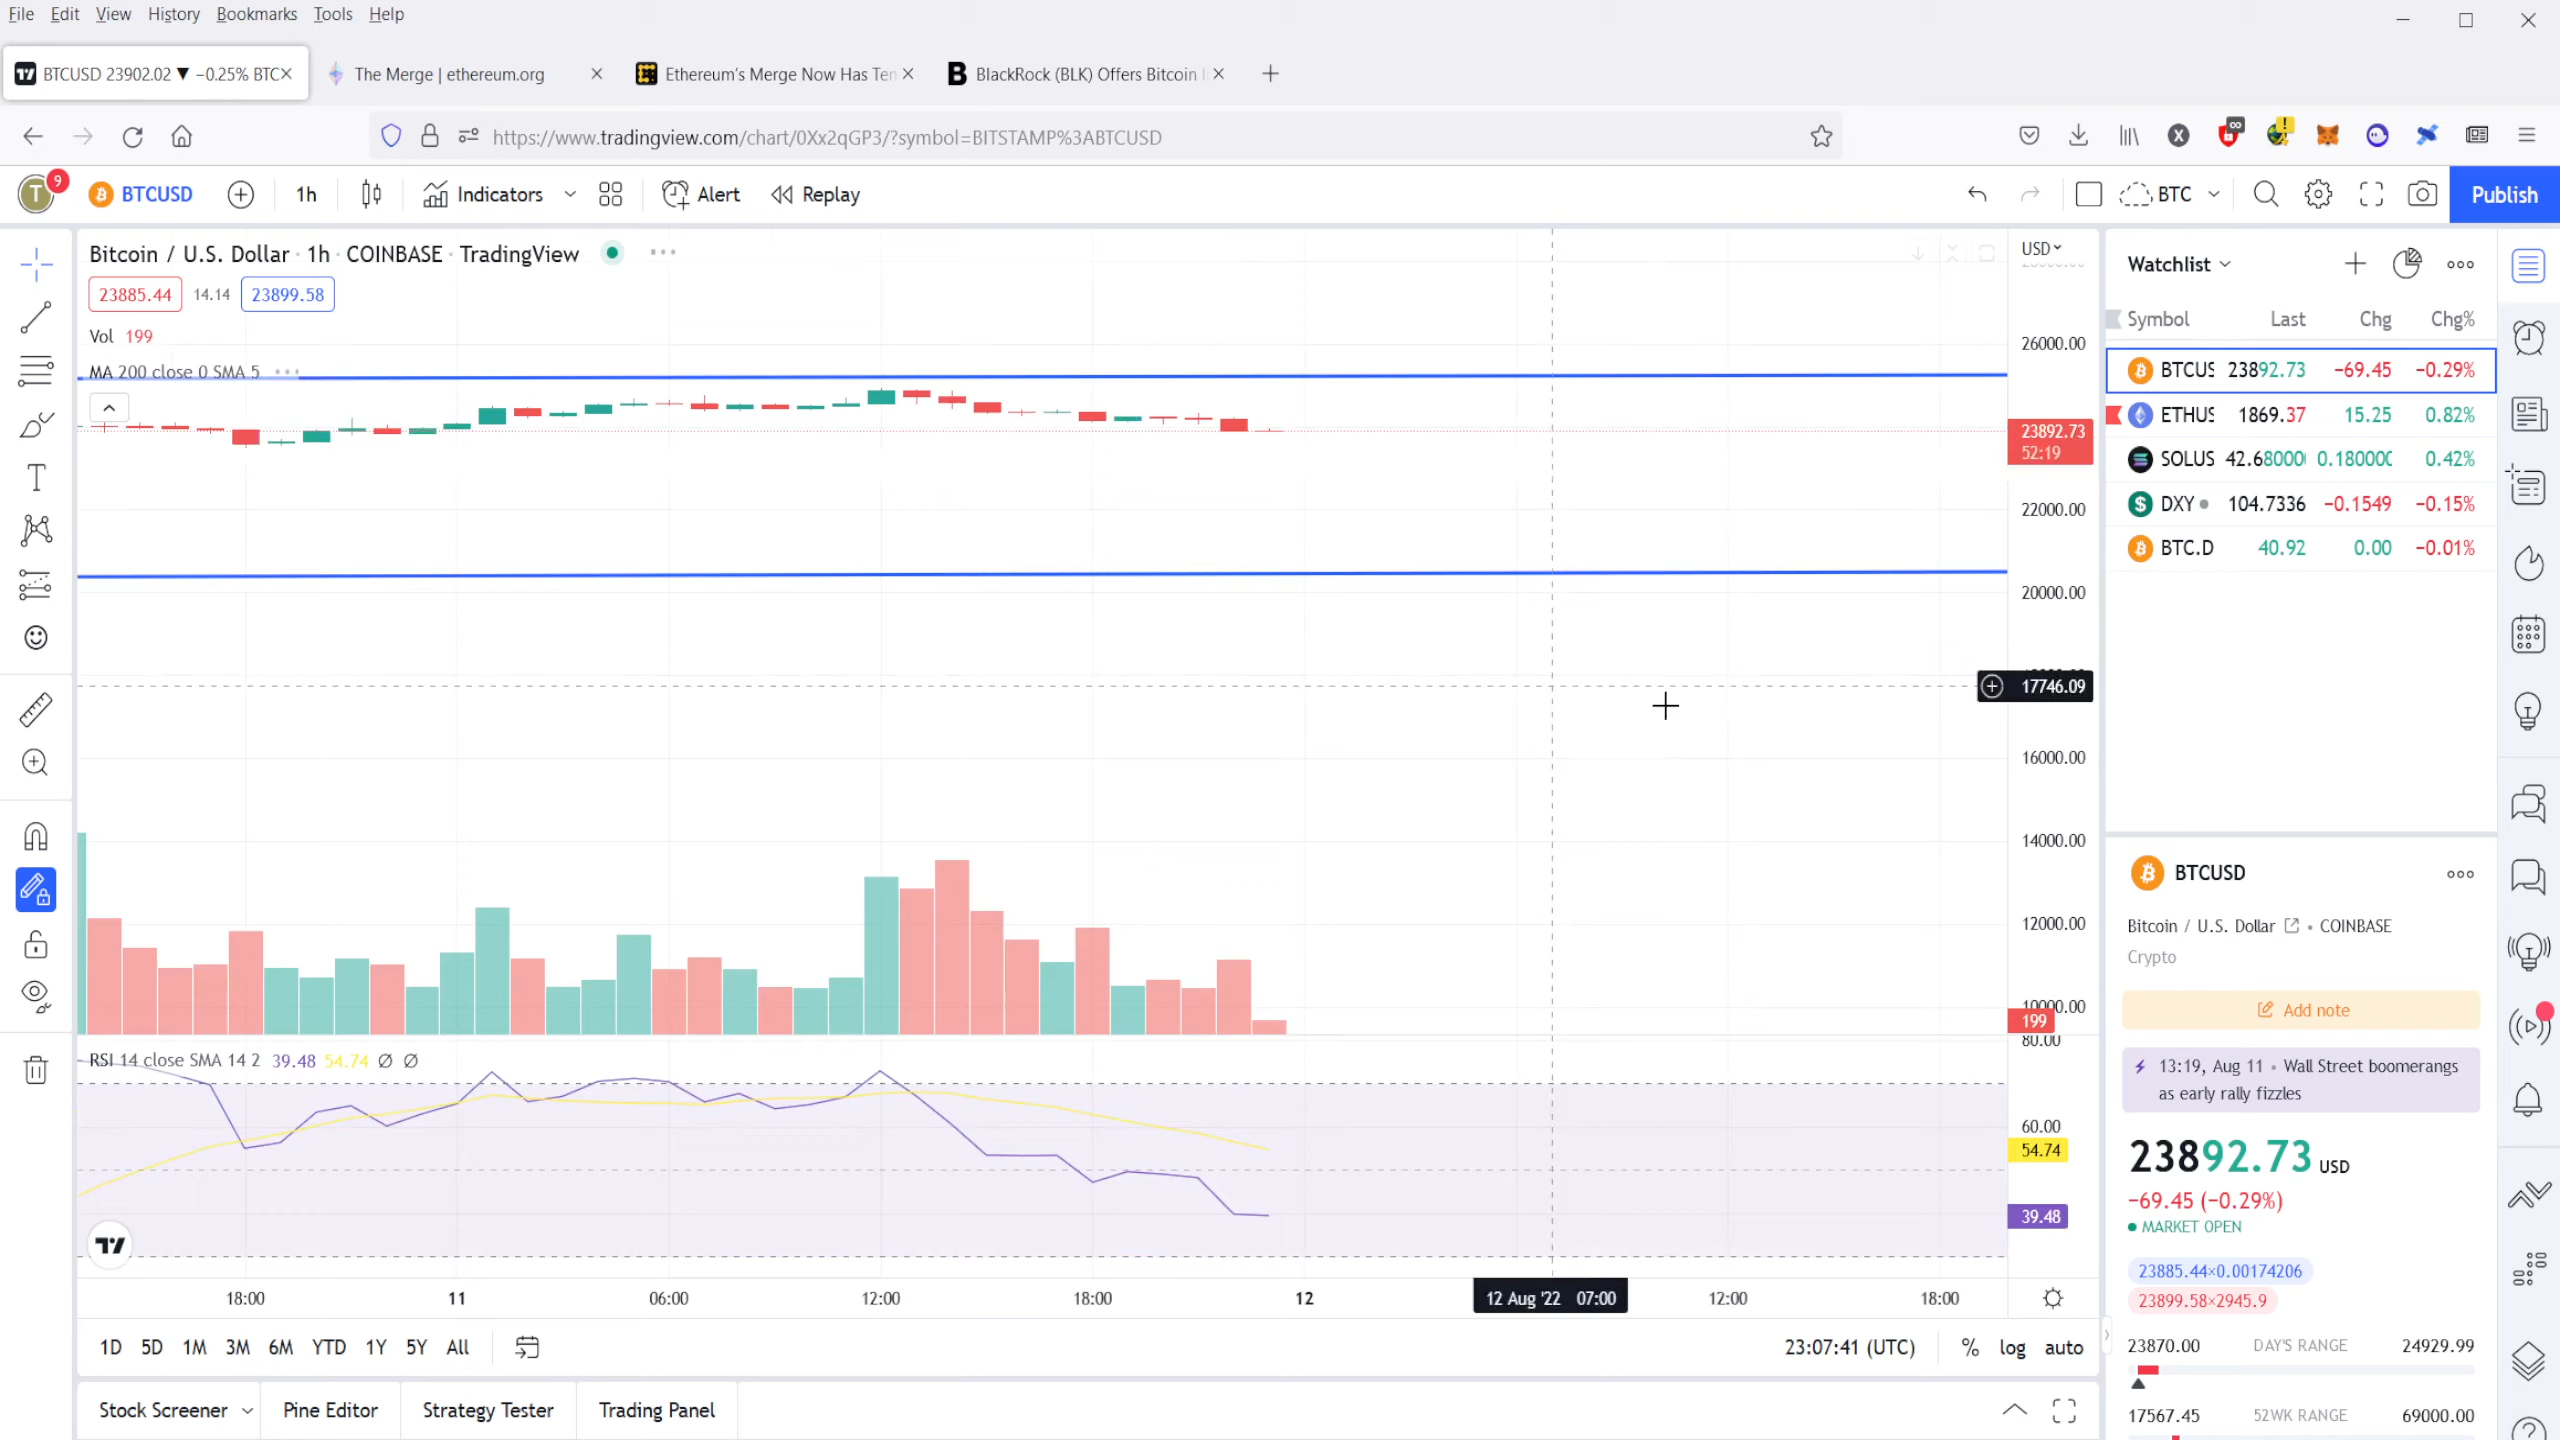 File Edit View History Bookmarks Tools Help
BTCUSD 23902.02 ▼ −0.25% BTC
The Merge | ethereum.org
Ethereum's Merge Now Has Ten
BlackRock (BLK) Offers Bitcoin
https://www.tradingview.com/chart/0Xx2qGP3/?symbol=BITSTAMP%3ABTCUSD
T 9 BTCUSD 1h Indicators Alert Replay BTC Publish
Bitcoin / U.S. Dollar · 1h · COINBASE · TradingView
USD
23885.44 14.14 23899.58
Vol 199
MA 200 close 0 SMA 5
26000.00
23892.73
52:19
22000.00
20000.00
17746.09
16000.00
14000.00
12000.00
10000.00
199
80.00
RSI 14 close SMA 14 2 39.48 54.74 Ø Ø
60.00
54.74
39.48
18:00 11 06:00 12:00 18:00 12 12 Aug '22 07:00 12:00 18:00
1D 5D 1M 3M 6M YTD 1Y 5Y All 23:07:41 (UTC) % log auto
Stock Screener Pine Editor Strategy Tester Trading Panel
Watchlist
Symbol Last Chg Chg%
BTCUS 23892.73 −69.45 −0.29%
ETHUS 1869.37 15.25 0.82%
SOLUS 42.68000 0.180000 0.42%
DXY 104.7336 −0.1549 −0.15%
BTC.D 40.92 0.00 −0.01%
BTCUSD
Bitcoin / U.S. Dollar • COINBASE
Crypto
Add note
13:19, Aug 11 • Wall Street boomerangs
as early rally fizzles
23892.73 USD
−69.45 (−0.29%)
MARKET OPEN
23885.44×0.00174206
23899.58×2945.9
23870.00 DAY'S RANGE 24929.99
17567.45 52WK RANGE 69000.00